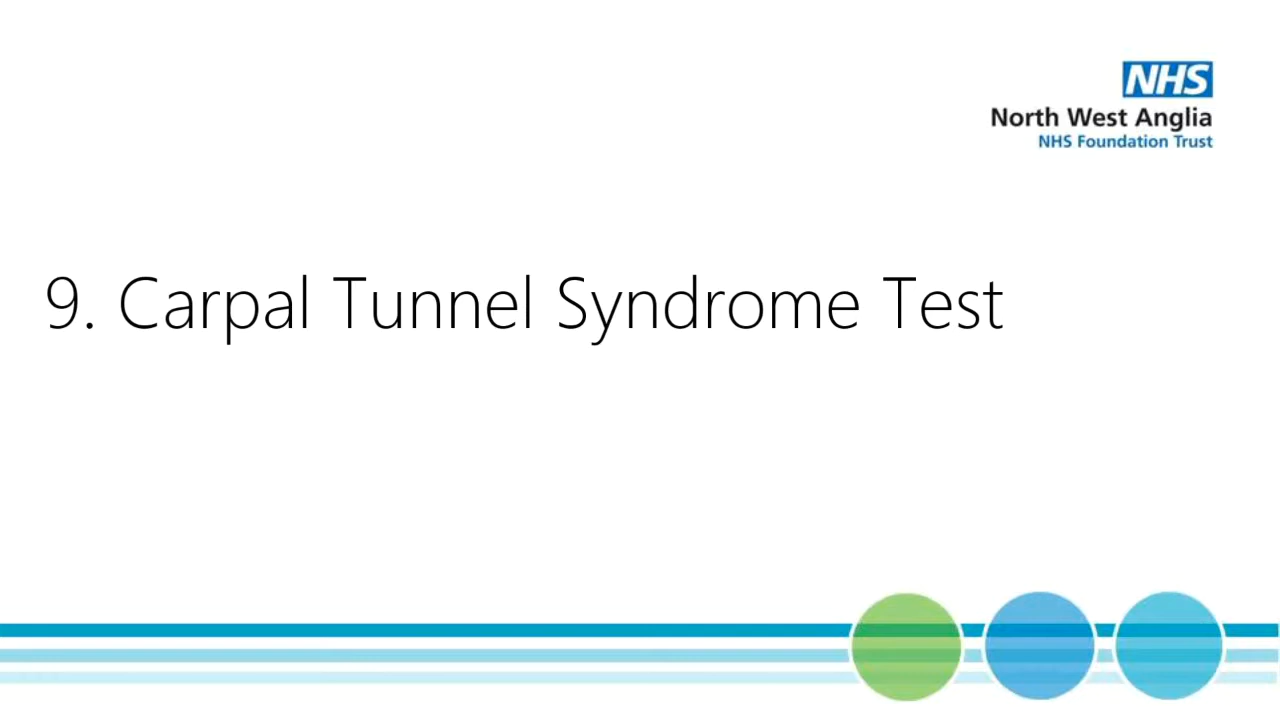 NHS
North West Anglia
NHS Foundation Trust
9. Carpal Tunnel Syndrome Test